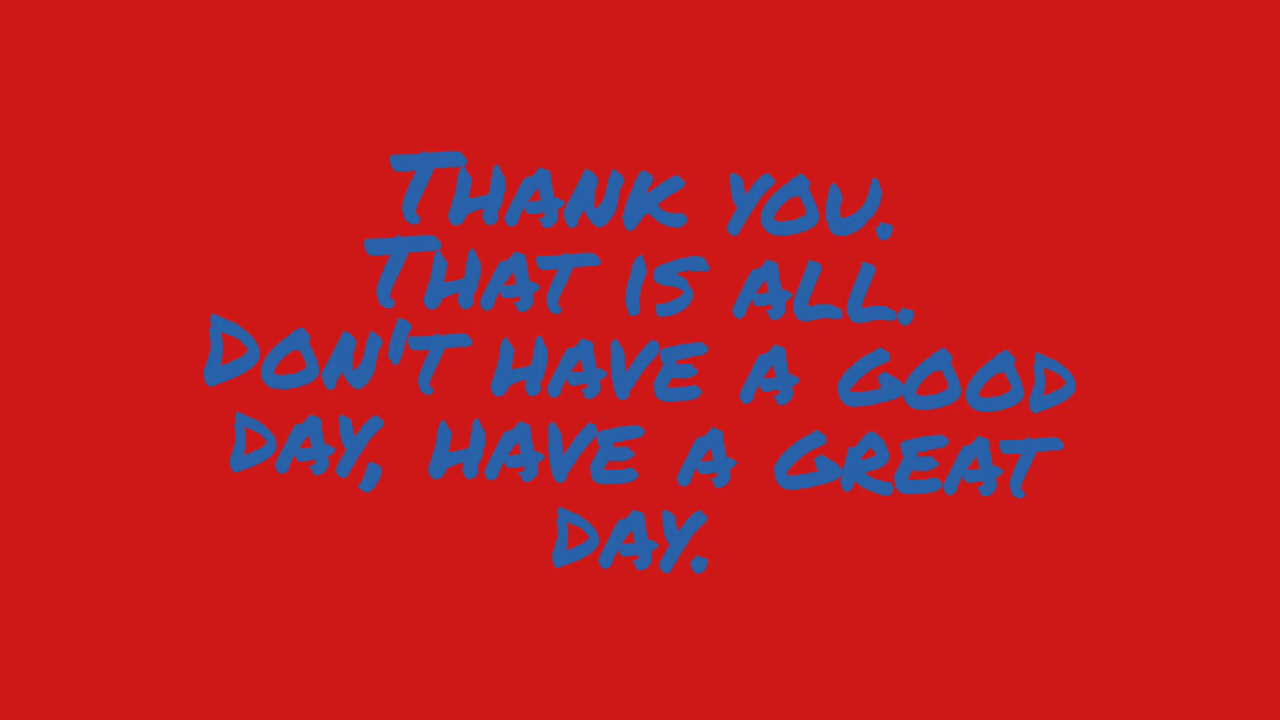 Thank you.
That is all.
Don't have a good
day, have a great
day.